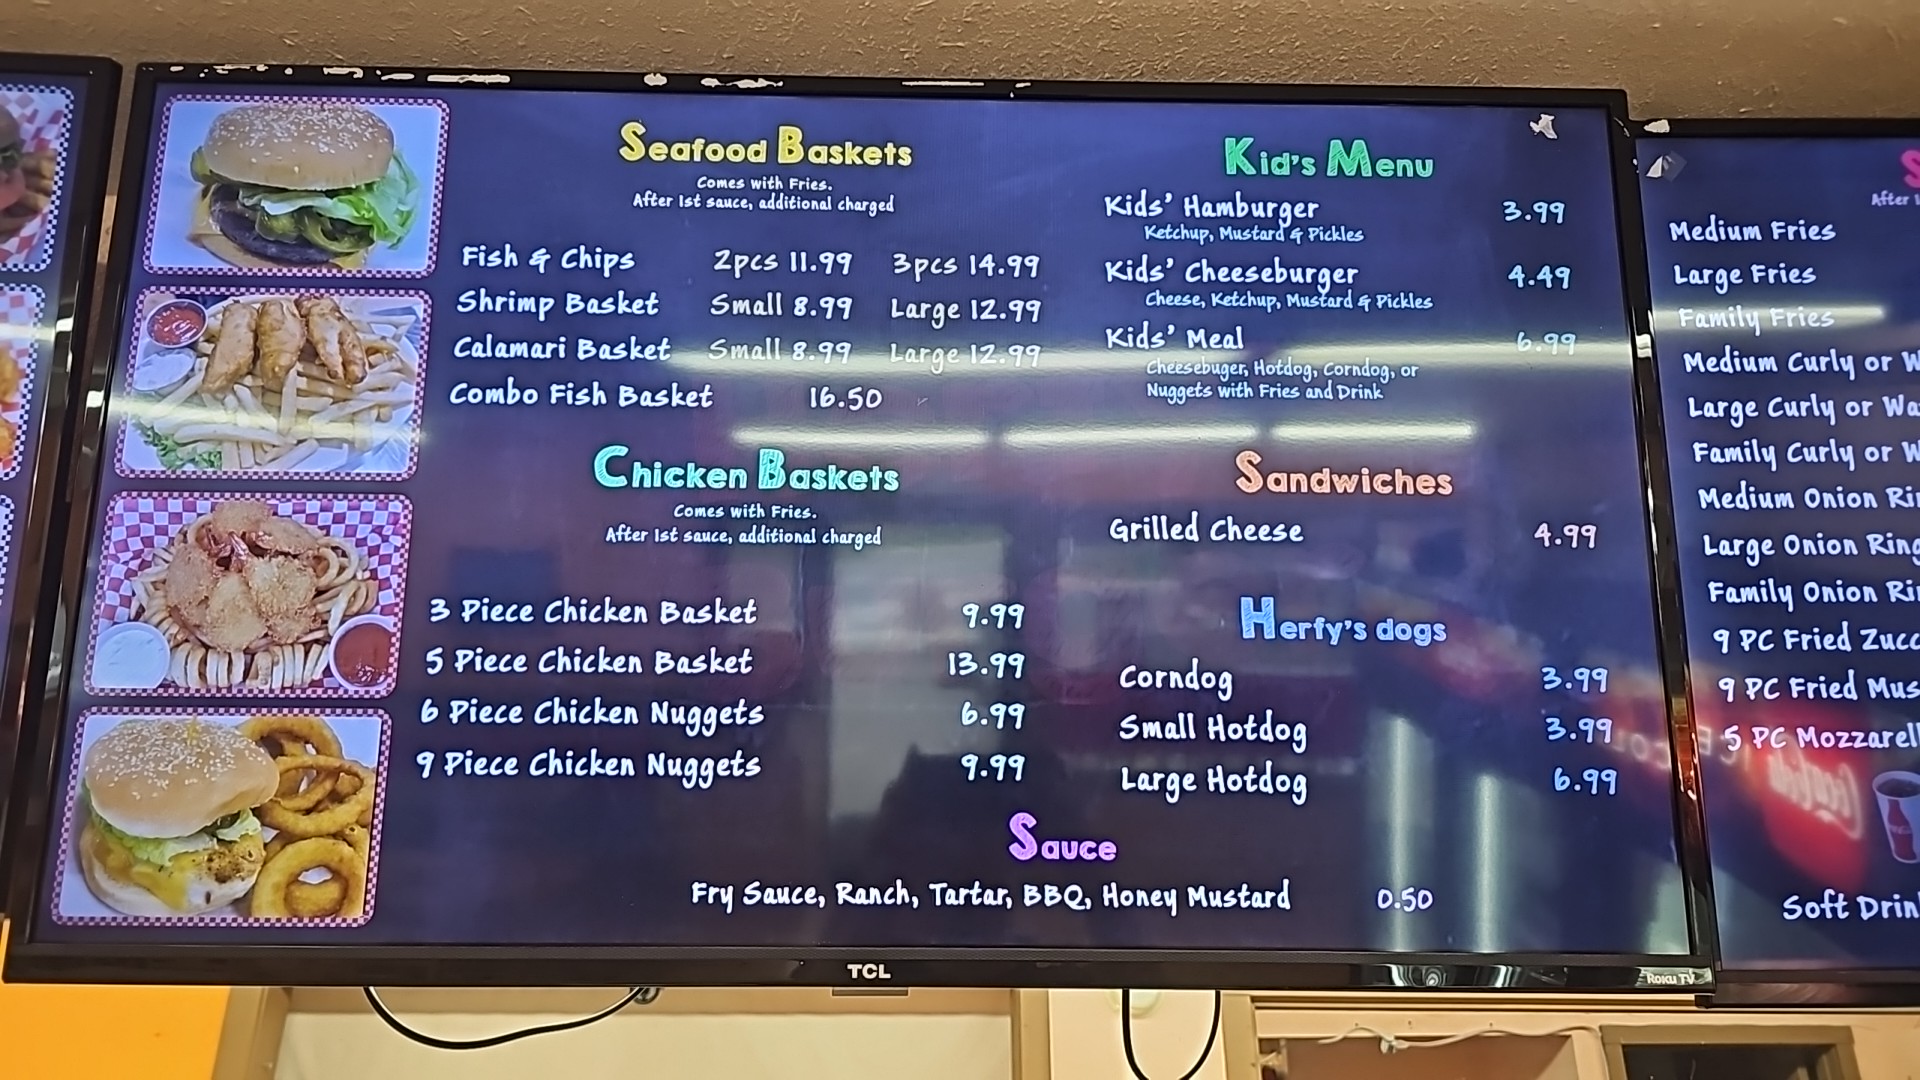 Seafood Baskets
Comes with Fries.
After 1st sauce, additional charged
Fish & Chips 2pcs 11.99 3pcs 14.99
Shrimp Basket Small 8.99 Large 12.99
Calamari Basket Small 8.99 Large 12.99
Combo Fish Basket 16.50
Chicken Baskets
Comes with Fries.
After 1st sauce, additional charged
3 Piece Chicken Basket 9.99
5 Piece Chicken Basket 13.99
6 Piece Chicken Nuggets 6.99
9 Piece Chicken Nuggets 9.99
Kid's Menu
Kids' Hamburger 3.99
Ketchup, Mustard & Pickles
Kids' Cheeseburger 4.49
Cheese, Ketchup, Mustard & Pickles
Kids' Meal 6.99
Cheesebuger, Hotdog, Corndog, or
Nuggets with Fries and Drink
Sandwiches
Grilled Cheese 4.99
Herfy's dogs
Corndog 3.99
Small Hotdog 3.99
Large Hotdog 6.99
Sauce
Fry Sauce, Ranch, Tartar, BBQ, Honey Mustard 0.50
TCL
Roku TV
After
Medium Fries
Large Fries
Family Fries
Medium Curly or
Large Curly or
Family Curly or
Medium Onion
Large Onion Ring
Family Onion
9 PC Fried
9 PC Fried
5 PC
Soft